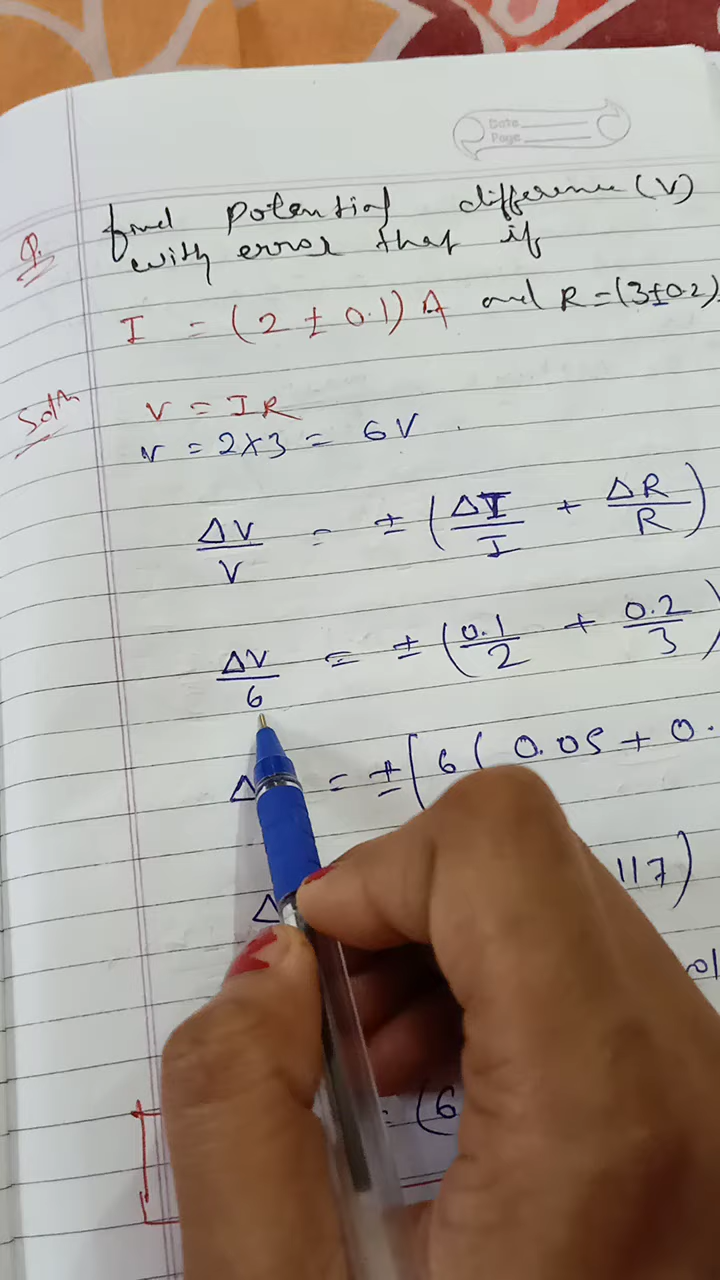 Date
Page
Q. find potential difference (V)
with error that if
I = (2 ± 0.1) A and R = (3±0.2)
Solⁿ V = IR
V = 2×3 = 6V
ΔV/V = ± (ΔI/I + ΔR/R)
ΔV/6 = ± (0.1/2 + 0.2/3)
Δ = ±[6( 0.05 + 0.
Δ 117)
= (6